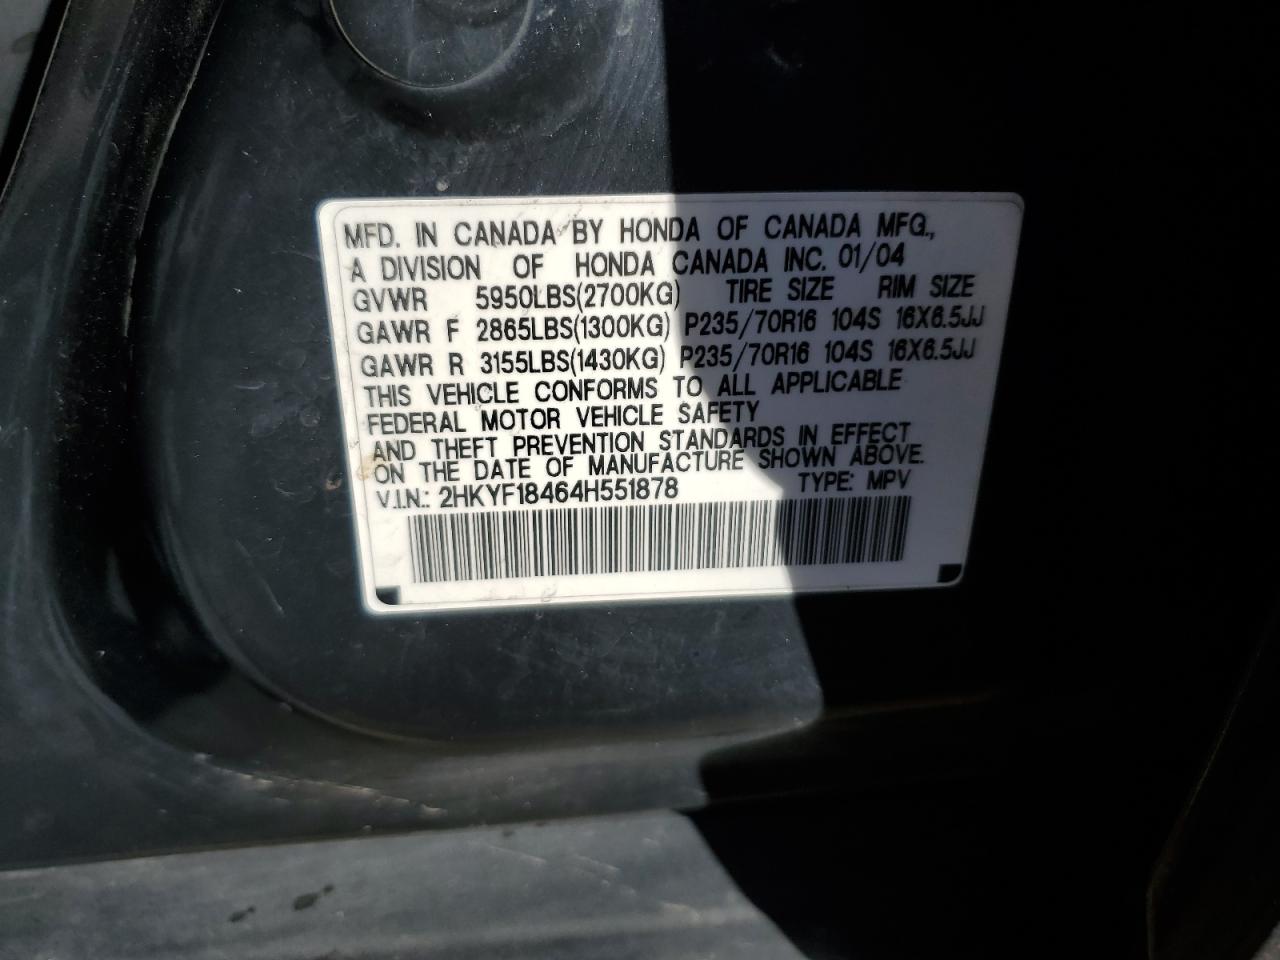 MFD. IN CANADA BY HONDA OF CANADA MFG.,
A DIVISION OF HONDA CANADA INC. 01/04
GVWR 5950LBS(2700KG) TIRE SIZE RIM SIZE
GAWR F 2865LBS(1300KG) P235/70R16 104S 16X6.5JJ
GAWR R 3155LBS(1430KG) P235/70R16 104S 16X6.5JJ
THIS VEHICLE CONFORMS TO ALL APPLICABLE
FEDERAL MOTOR VEHICLE SAFETY
AND THEFT PREVENTION STANDARDS IN EFFECT
ON THE DATE OF MANUFACTURE SHOWN ABOVE.
V.I.N.: 2HKYF18464H551878 TYPE: MPV